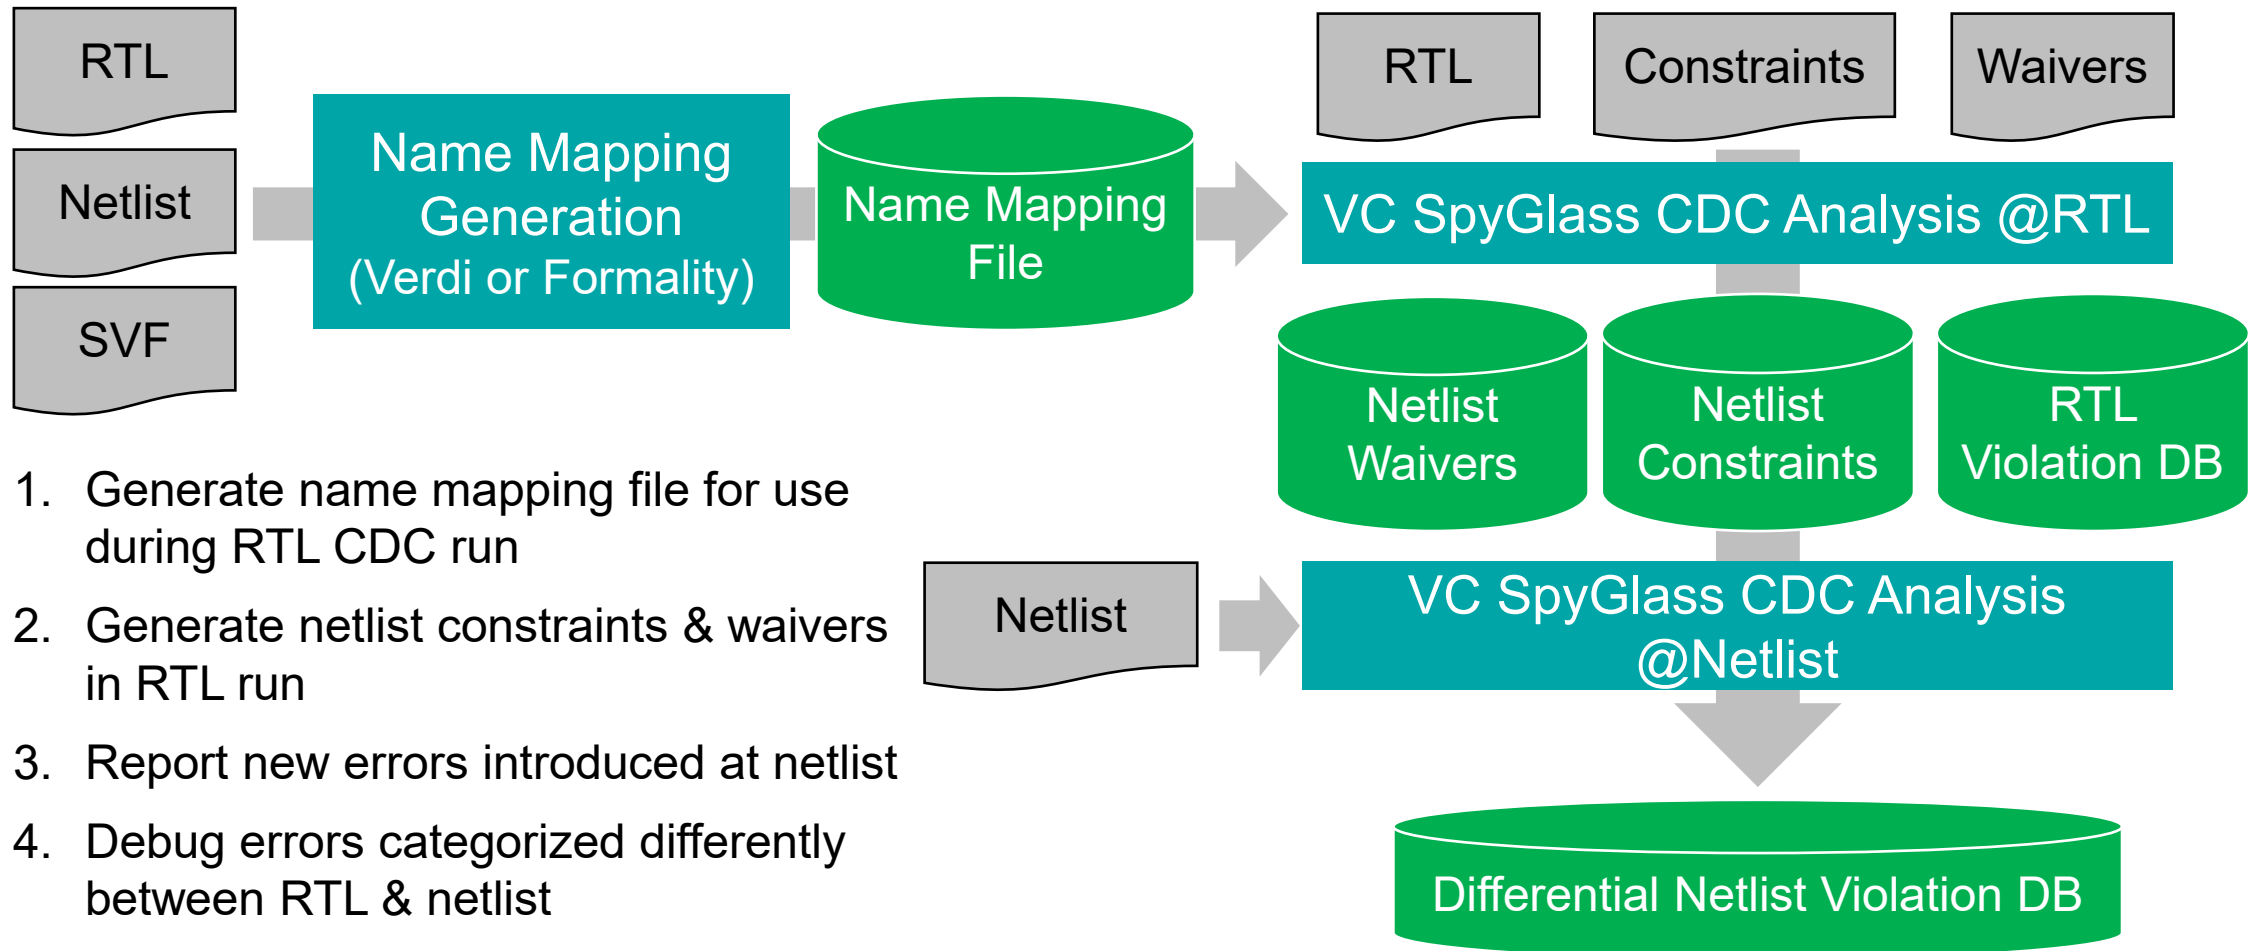 RTL
Netlist
SVF
Name Mapping
Generation
(Verdi or Formality)
Name Mapping
File
RTL
Constraints
Waivers
VC SpyGlass CDC Analysis @RTL
Netlist
Waivers
Netlist
Constraints
RTL
Violation DB
1. Generate name mapping file for use
during RTL CDC run
2. Generate netlist constraints & waivers
in RTL run
3. Report new errors introduced at netlist
4. Debug errors categorized differently
between RTL & netlist
Netlist
VC SpyGlass CDC Analysis
@Netlist
Differential Netlist Violation DB